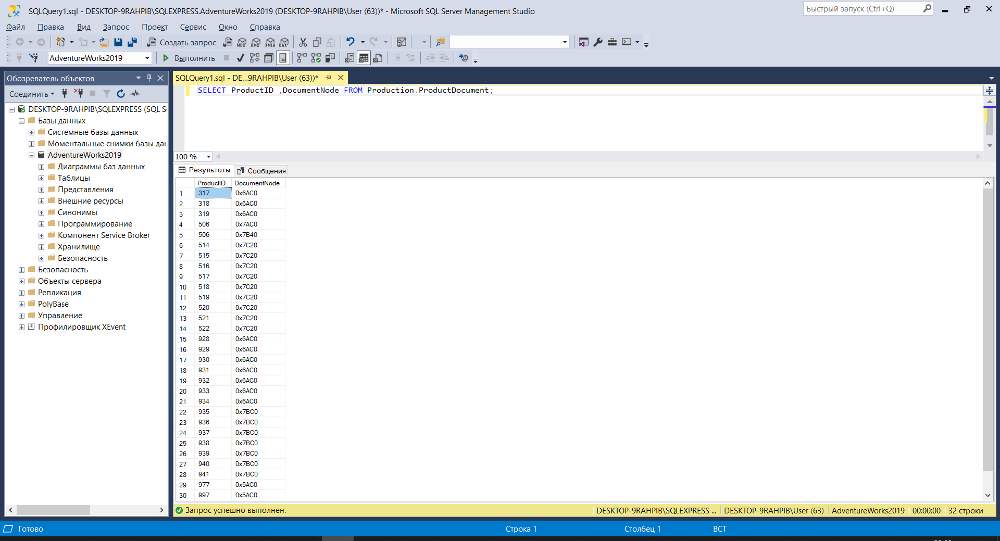 SQLQuery1.sql - DESKTOP-9RAHPIB\SQLEXPRESS.AdventureWorks2019 (DESKTOP-9RAHPIB\User (63))* - Microsoft SQL Server Management Studio
Быстрый запуск (Ctrl+Q)
Файл Правка Вид Запрос Проект Сервис Окно Справка
Создать запрос MDX DMX XMLA DAX
AdventureWorks2019 Выполнить
Обозреватель объектов
SQLQuery1.sql - DE...9RAHPIB\User (63))*
Соединить
SELECT ProductID ,DocumentNode FROM Production.ProductDocument;
DESKTOP-9RAHPIB\SQLEXPRESS (SQL S
Базы данных
Системные базы данных
Моментальные снимки базы дан
AdventureWorks2019
Диаграммы баз данных
Таблицы
Представления
Внешние ресурсы
Синонимы
Программирование
Компонент Service Broker
Хранилище
Безопасность
Безопасность
Объекты сервера
Репликация
PolyBase
Управление
Профилировщик XEvent
100 %
Результаты Сообщения
ProductID DocumentNode
1 317 0x6AC0
2 318 0x6AC0
3 319 0x6AC0
4 506 0x7AC0
5 506 0x7B40
6 514 0x7C20
7 515 0x7C20
8 516 0x7C20
9 517 0x7C20
10 518 0x7C20
11 519 0x7C20
12 520 0x7C20
13 521 0x7C20
14 522 0x7C20
15 928 0x6AC0
16 929 0x6AC0
17 930 0x6AC0
18 931 0x6AC0
19 932 0x6AC0
20 933 0x6AC0
21 934 0x6AC0
22 935 0x7BC0
23 936 0x7BC0
24 937 0x7BC0
25 938 0x7BC0
26 939 0x7BC0
27 940 0x7BC0
28 941 0x7BC0
29 977 0x5AC0
30 997 0x5AC0
Запрос успешно выполнен.
DESKTOP-9RAHPIB\SQLEXPRESS ... DESKTOP-9RAHPIB\User (63) AdventureWorks2019 00:00:00 32 строки
Готово Строка 1 Столбец 1 ВСТ